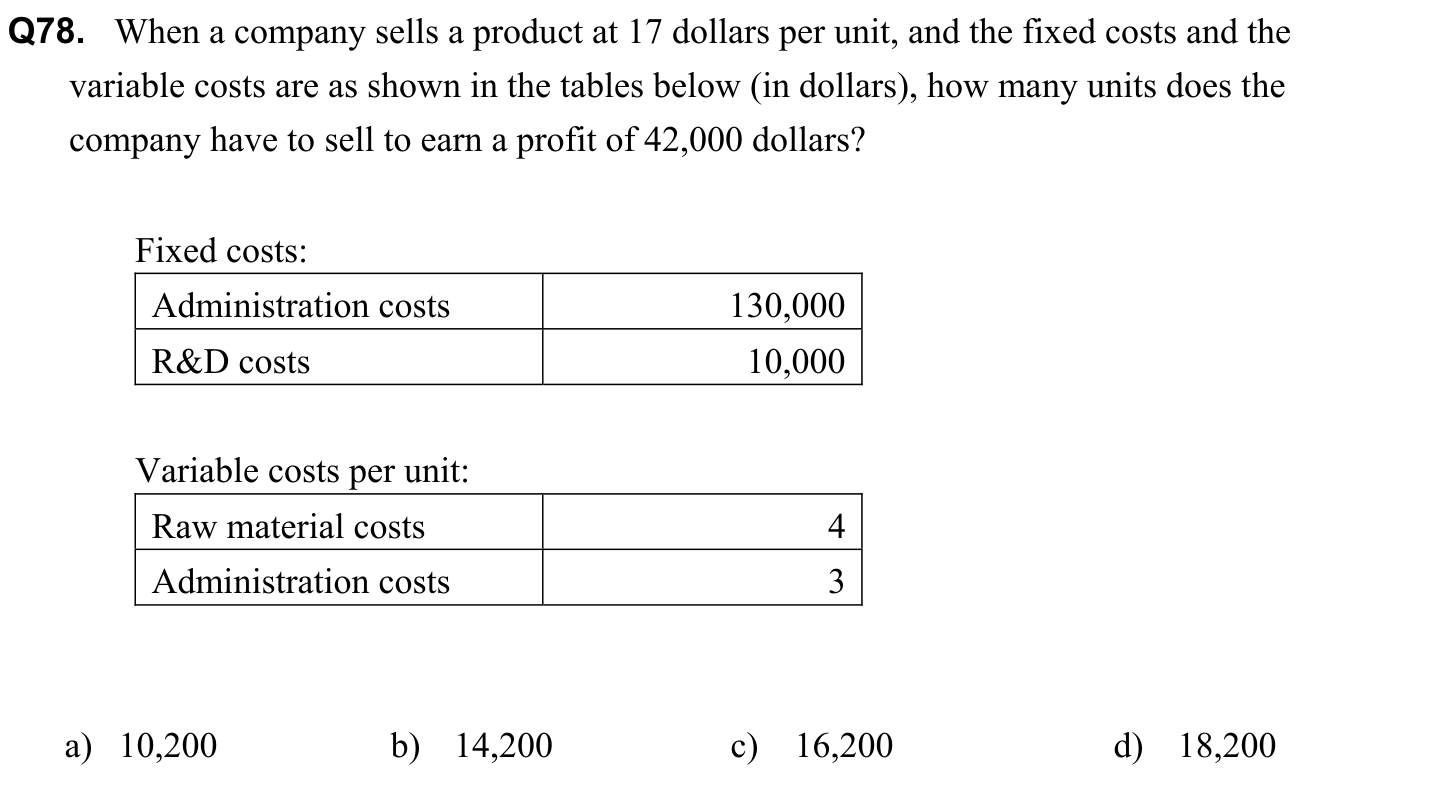 Q78. When a company sells a product at 17 dollars per unit, and the fixed costs and the
variable costs are as shown in the tables below (in dollars), how many units does the
company have to sell to earn a profit of 42,000 dollars?
Fixed costs:
Administration costs 130,000
R&D costs 10,000
Variable costs per unit:
Raw material costs 4
Administration costs 3
a) 10,200 b) 14,200 c) 16,200 d) 18,200